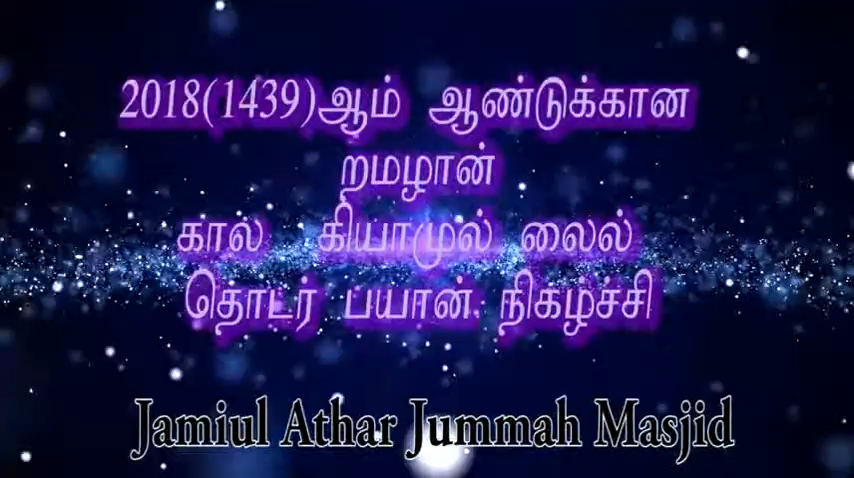 2018(1439)ஆம் ஆண்டுக்கான
றமழான்
கால கியாமுல் லைல்
தொடர் பயான் நிகழ்ச்சி
Jamiul Athar Jummah Masjid